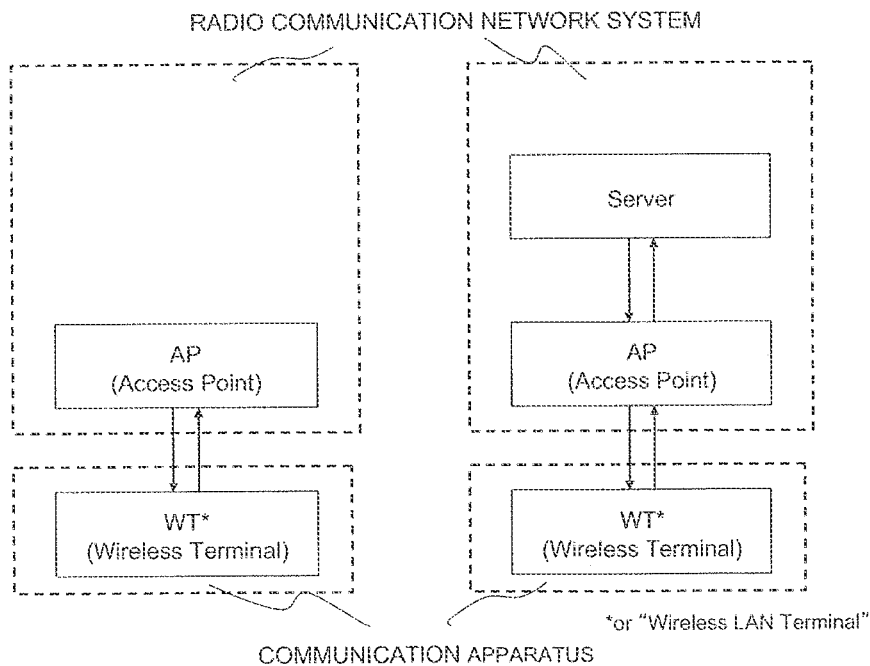 RADIO COMMUNICATION NETWORK SYSTEM
Server
AP
(Access Point)
AP
(Access Point)
WT*
(Wireless Terminal)
WT*
(Wireless Terminal)
*or "Wireless LAN Terminal"
COMMUNICATION APPARATUS